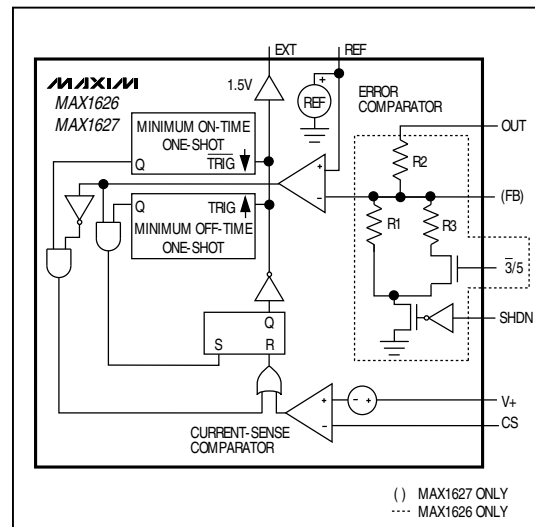 EXT
REF
MAXIM
MAX1626
MAX1627
1.5V
+
REF
-
ERROR
COMPARATOR
OUT
MINIMUM ON-TIME
ONE-SHOT
Q
TRIG
R2
+
-
(FB)
Q
TRIG
MINIMUM OFF-TIME
ONE-SHOT
R1
R3
3/5
Q
S
R
SHDN
CURRENT-SENSE
COMPARATOR
+
-
- +
V+
CS
( ) MAX1627 ONLY
---- MAX1626 ONLY